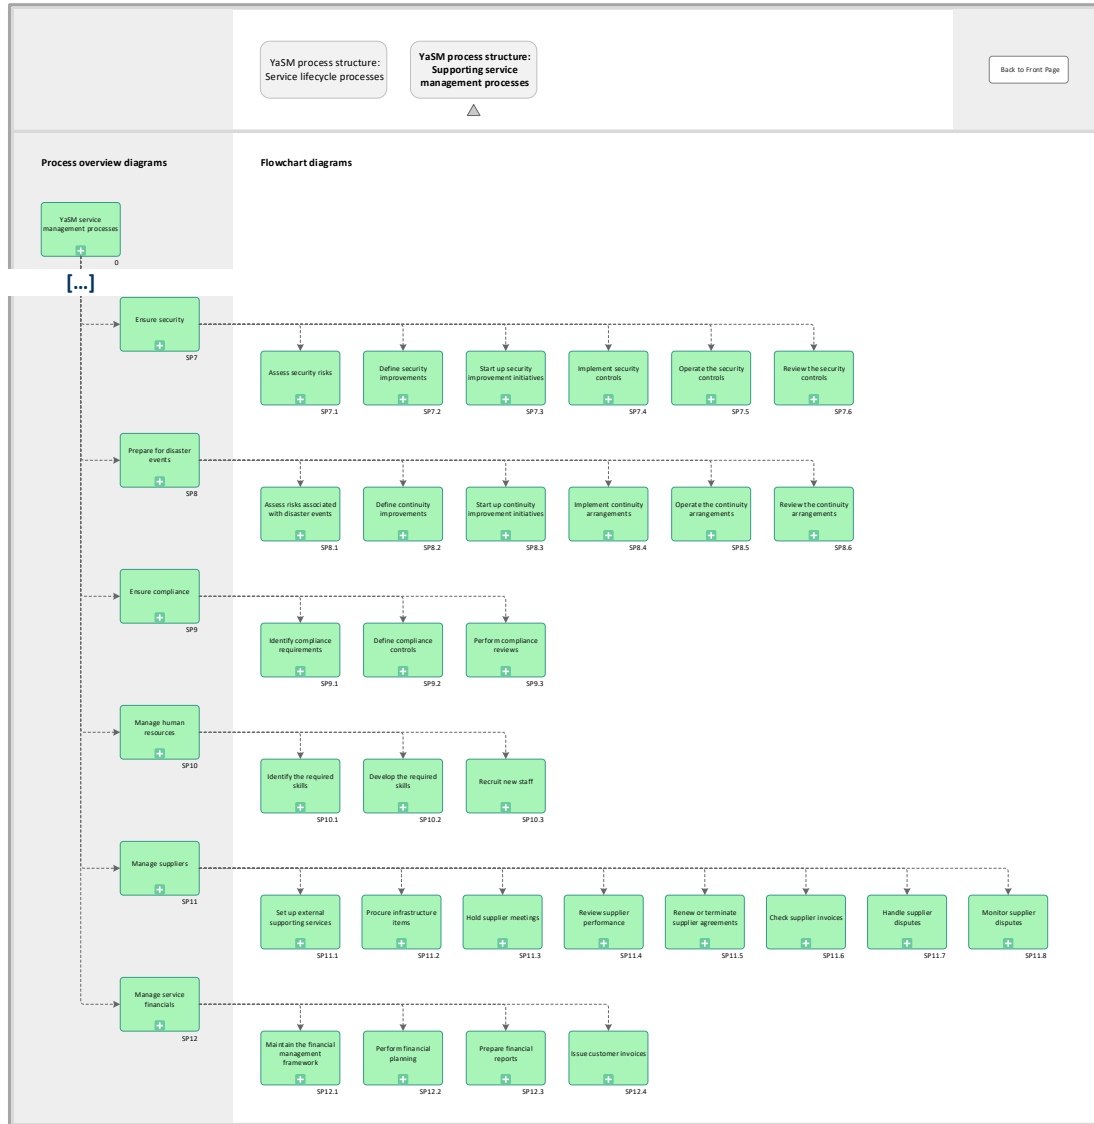 YaSM process structure:
Service lifecycle processes
YaSM process structure:
Supporting service
management processes
Back to Front Page
Process overview diagrams
Flowchart diagrams
YaSM service
management processes
0
[...]
Ensure security
SP7
Assess security risks
SP7.1
Define security
improvements
SP7.2
Start up security
improvement initiatives
SP7.3
Implement security
controls
SP7.4
Operate the security
controls
SP7.5
Review the security
controls
SP7.6
Prepare for disaster
events
SP8
Assess risks associated
with disaster events
SP8.1
Define continuity
improvements
SP8.2
Start up continuity
improvement initiatives
SP8.3
Implement continuity
arrangements
SP8.4
Operate the continuity
arrangements
SP8.5
Review the continuity
arrangements
SP8.6
Ensure compliance
SP9
Identify compliance
requirements
SP9.1
Define compliance
controls
SP9.2
Perform compliance
reviews
SP9.3
Manage human
resources
SP10
Identify the required
skills
SP10.1
Develop the required
skills
SP10.2
Recruit new staff
SP10.3
Manage suppliers
SP11
Set up external
supporting services
SP11.1
Procure infrastructure
items
SP11.2
Hold supplier meetings
SP11.3
Review supplier
performance
SP11.4
Renew or terminate
supplier agreements
SP11.5
Check supplier invoices
SP11.6
Handle supplier
disputes
SP11.7
Monitor supplier
disputes
SP11.8
Manage service
financials
SP12
Maintain the financial
management
framework
SP12.1
Perform financial
planning
SP12.2
Prepare financial
reports
SP12.3
Issue customer invoices
SP12.4